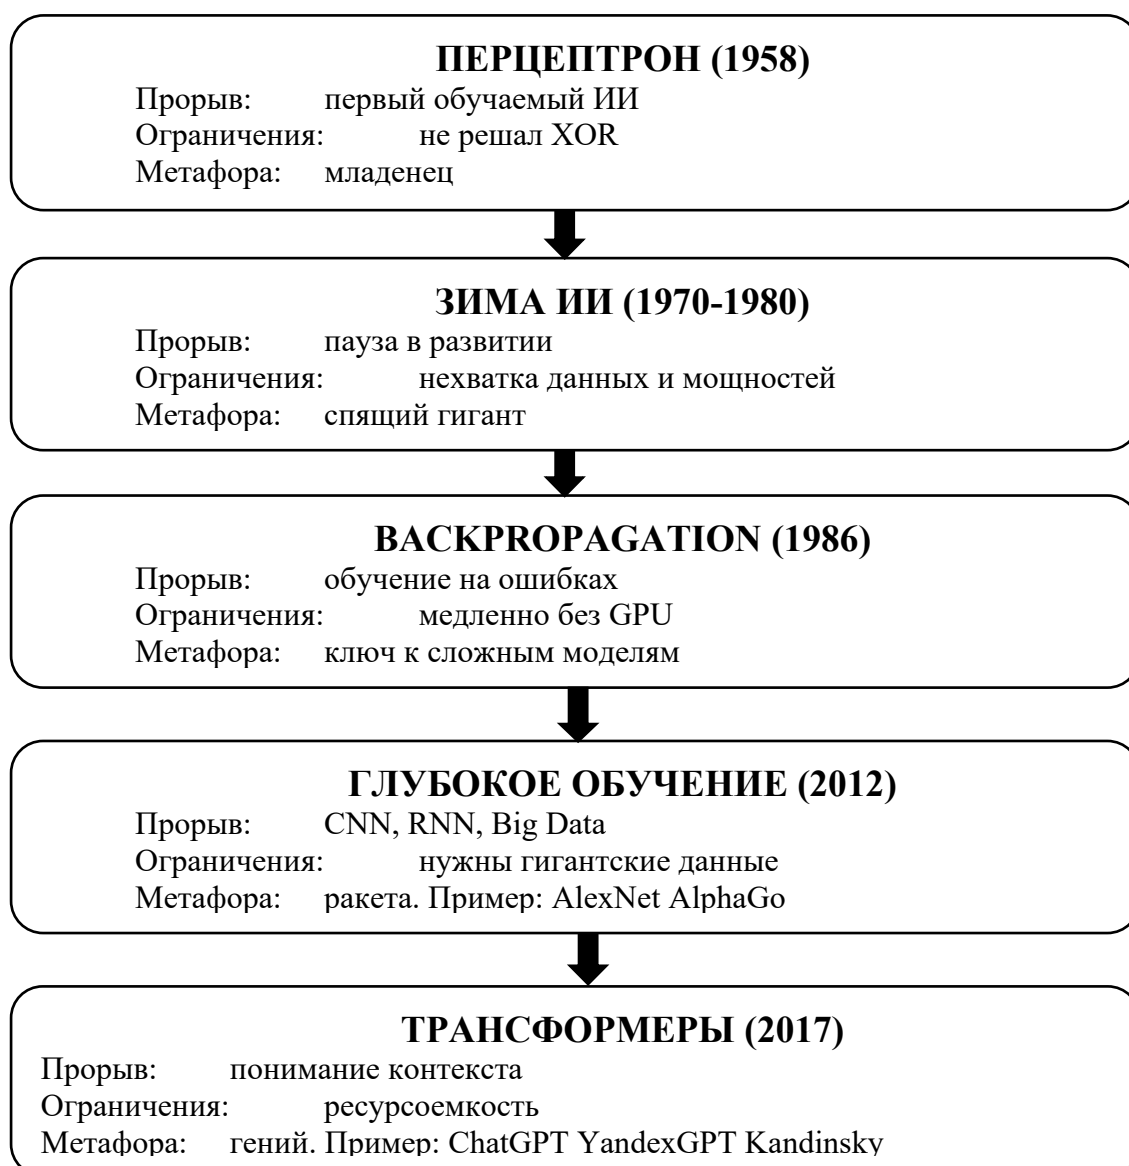 ПЕРЦЕПТРОН (1958)
Прорыв: первый обучаемый ИИ
Ограничения: не решал XOR
Метафора: младенец
ЗИМА ИИ (1970-1980)
Прорыв: пауза в развитии
Ограничения: нехватка данных и мощностей
Метафора: спящий гигант
BACKPROPAGATION (1986)
Прорыв: обучение на ошибках
Ограничения: медленно без GPU
Метафора: ключ к сложным моделям
ГЛУБОКОЕ ОБУЧЕНИЕ (2012)
Прорыв: CNN, RNN, Big Data
Ограничения: нужны гигантские данные
Метафора: ракета. Пример: AlexNet AlphaGo
ТРАНСФОРМЕРЫ (2017)
Прорыв: понимание контекста
Ограничения: ресурсоемкость
Метафора: гений. Пример: ChatGPT YandexGPT Kandinsky